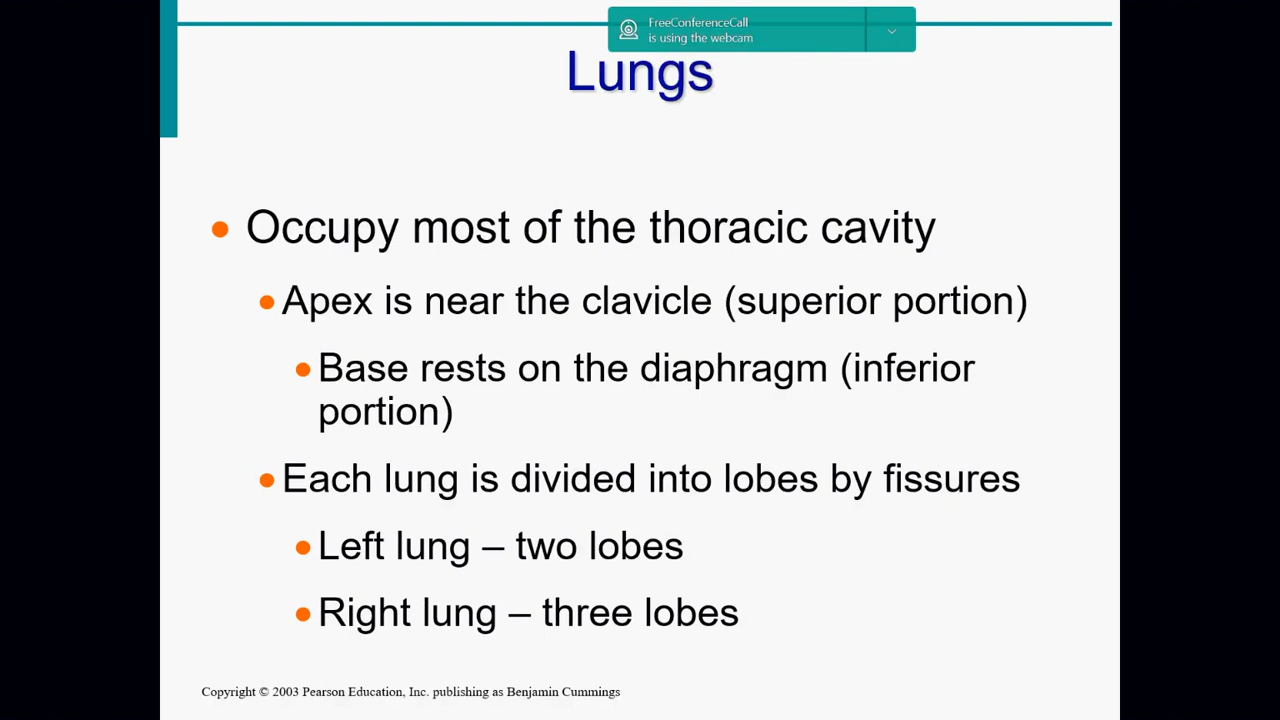 FreeConferenceCall
is using the webcam
Lungs
Occupy most of the thoracic cavity
Apex is near the clavicle (superior portion)
Base rests on the diaphragm (inferior
portion)
Each lung is divided into lobes by fissures
Left lung – two lobes
Right lung – three lobes
Copyright © 2003 Pearson Education, Inc. publishing as Benjamin Cummings